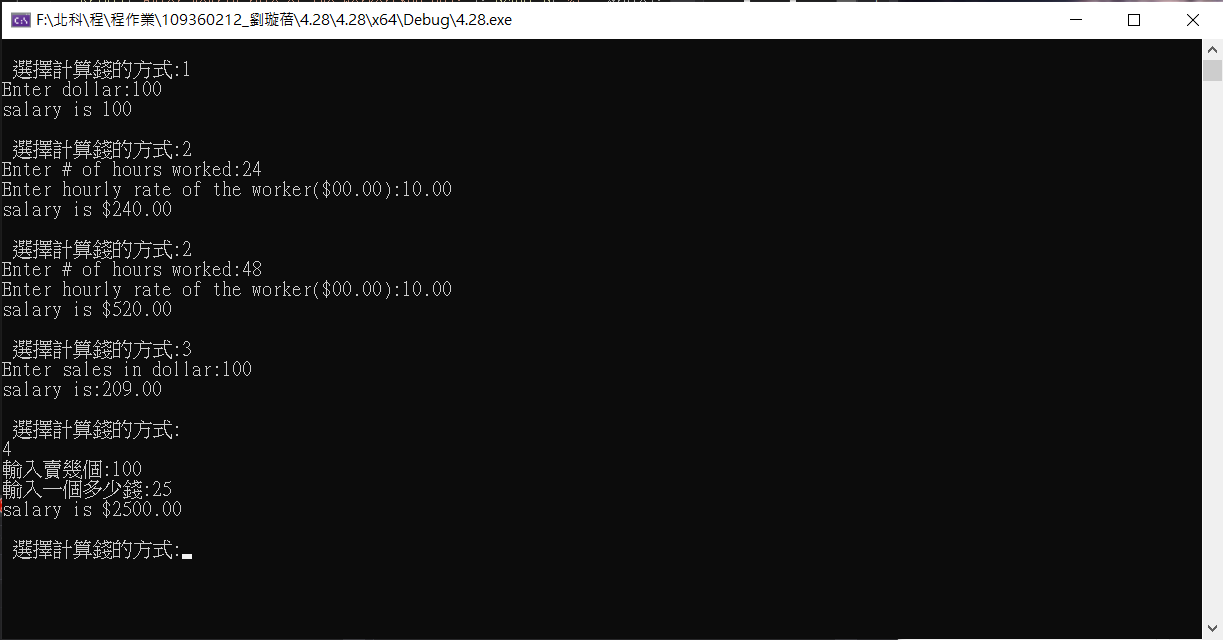 F:\北科\程\程作業\109360212_劉璇蓓\4.28\4.28\x64\Debug\4.28.exe
選擇計算錢的方式:1
Enter dollar:100
salary is 100
選擇計算錢的方式:2
Enter # of hours worked:24
Enter hourly rate of the worker($00.00):10.00
salary is $240.00
選擇計算錢的方式:2
Enter # of hours worked:48
Enter hourly rate of the worker($00.00):10.00
salary is $520.00
選擇計算錢的方式:3
Enter sales in dollar:100
salary is:209.00
選擇計算錢的方式:
4
輸入賣幾個:100
輸入一個多少錢:25
salary is $2500.00
選擇計算錢的方式: